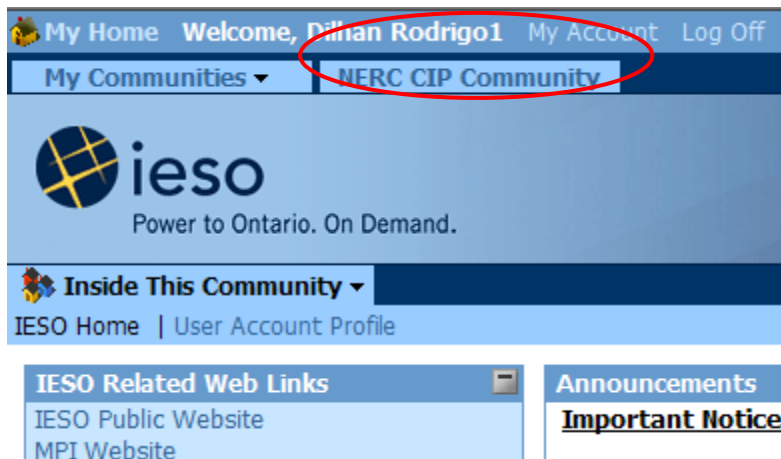 My Home Welcome, Dilhan Rodrigo1 My Account Log Off
My Communities NERC CIP Community
ieso
Power to Ontario. On Demand.
Inside This Community
IESO Home | User Account Profile
IESO Related Web Links Announcements
IESO Public Website Important Notice
MPI Website